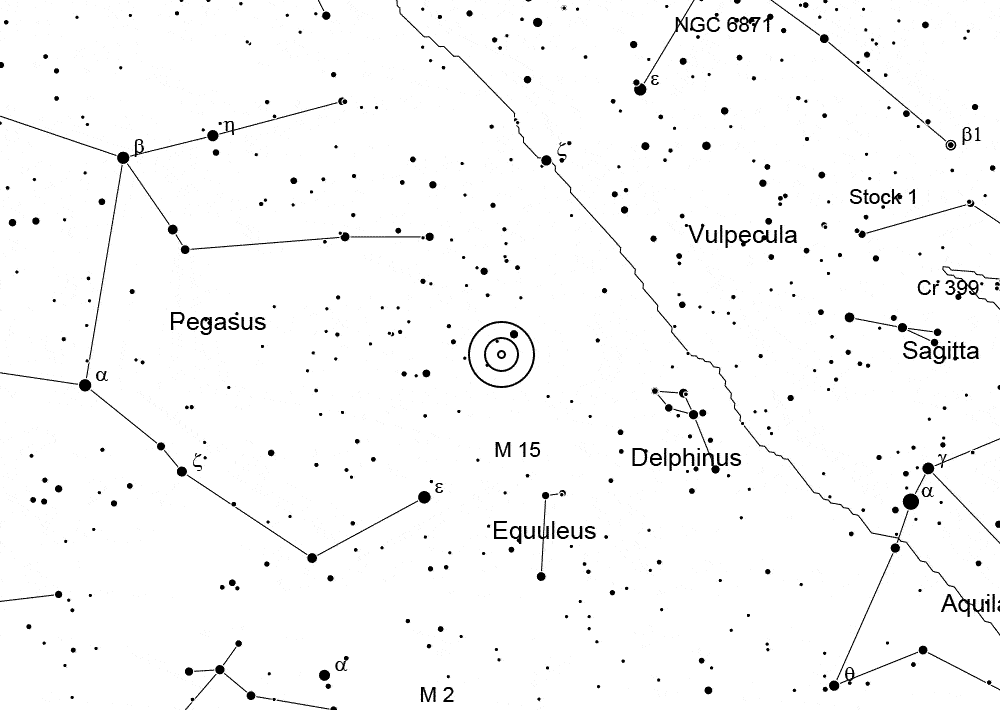 NGC 6871
ε
η
β
β1
ζ
Stock 1
Vulpecula
Cr 399
Pegasus
Sagitta
α
M 15
Delphinus
γ
ζ
ε
α
Equuleus
Aquila
α
θ
M 2